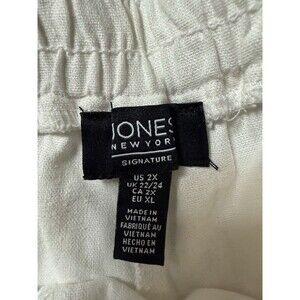 JONES
NEW YORK
SIGNATURE
US 2X
UK 22/24
CA 2X
EU XL
MADE IN
VIETNAM
FABRIQUÉ AU
VIETNAM
HECHO EN
VIETNAM